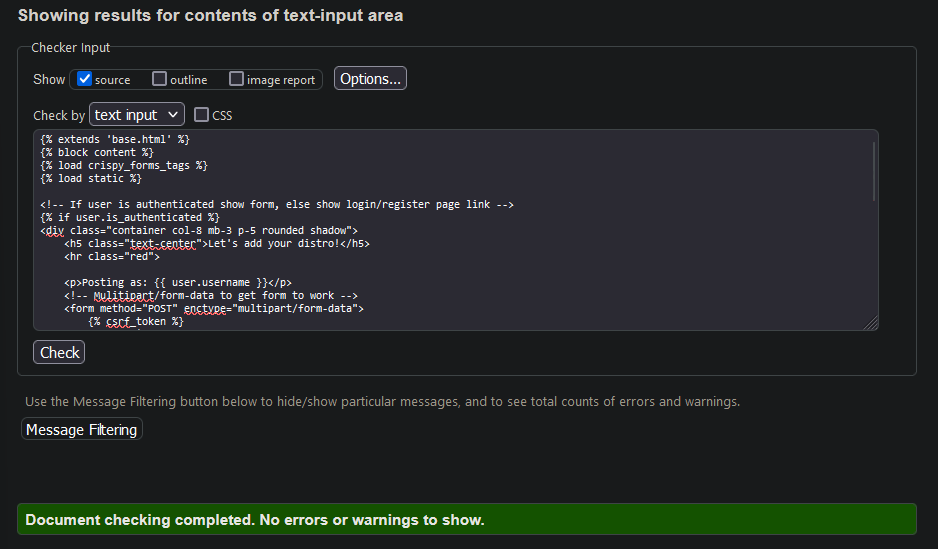 Showing results for contents of text-input area
Checker Input
Show source outline image report Options...
Check by text input CSS
{% extends 'base.html' %}
{% block content %}
{% load crispy_forms_tags %}
{% load static %}
<!-- If user is authenticated show form, else show login/register page link -->
{% if user.is_authenticated %}
<div class="container col-8 mb-3 p-5 rounded shadow">
<h5 class="text-center">Let's add your distro!</h5>
<hr class="red">
<p>Posting as: {{ user.username }}</p>
<!-- Mulitipart/form-data to get form to work -->
<form method="POST" enctype="multipart/form-data">
{% csrf_token %}
Check
Use the Message Filtering button below to hide/show particular messages, and to see total counts of errors and warnings.
Message Filtering
Document checking completed. No errors or warnings to show.